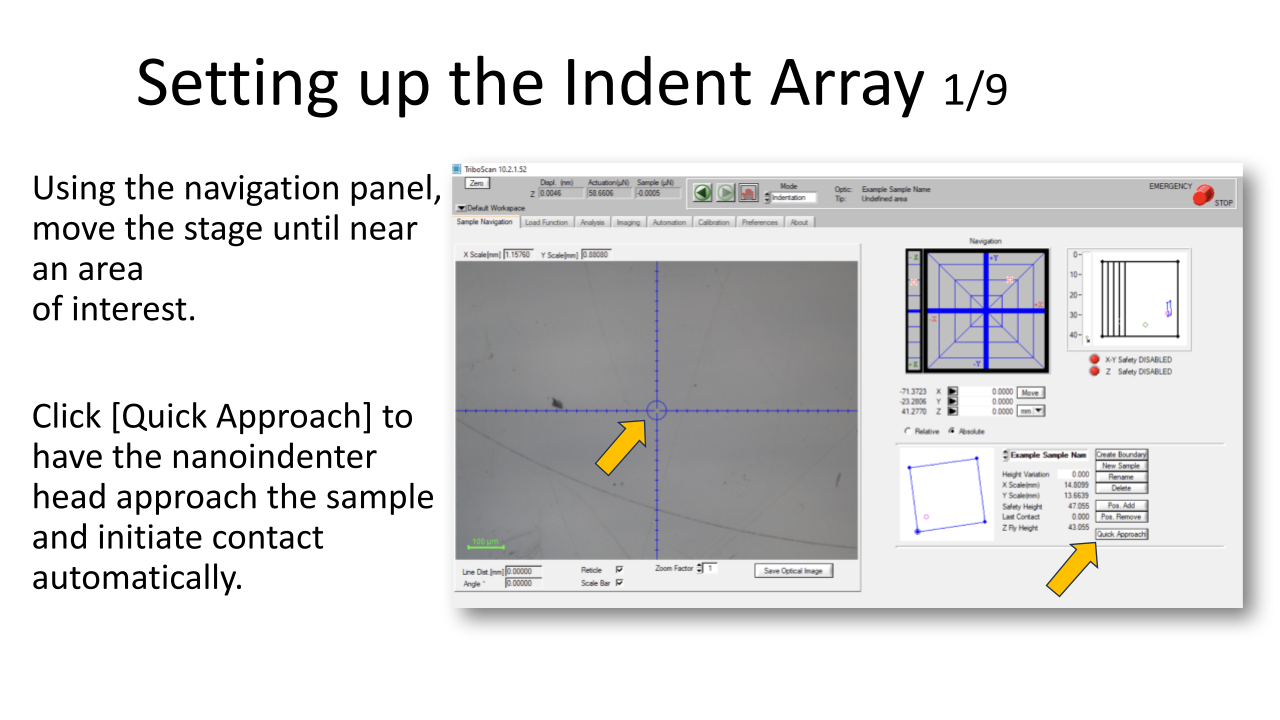 Setting up the Indent Array 1/9
Using the navigation panel,
move the stage until near
an area
of interest.
Click [Quick Approach] to
have the nanoindenter
head approach the sample
and initiate contact
automatically.
TriboScan 10.2.1.52
Zero
Displ. (nm) Actuation(µN) Sample (µN)
Z 0.0046 58.6606 -0.0005
Mode
Indentation
Optic: Example Sample Name
Tip: Undefined area
EMERGENCY
STOP
Default Workspace
Sample Navigation Load Function Analysis Imaging Automation Calibration Preferences About
X Scale[mm] 1.15760 Y Scale[mm] 0.88080
100 µm
Line Dist.[mm] 0.00000
Angle ° 0.00000
Reticle
Scale Bar
Zoom Factor 1
Save Optical Image
Navigation
-Z
+Z
+Y
+X
-X
-Y
0-
10-
20-
30-
40-
X-Y Safety DISABLED
Z Safety DISABLED
-71.3723 X 0.0000 Move
-23.2806 Y 0.0000
41.2770 Z 0.0000 mm
Relative Absolute
Example Sample Nam
Height Variation 0.000
X Scale(mm) 14.8099
Y Scale(mm) 13.6639
Safety Height 47.055
Last Contact 0.000
Z Fly Height 43.055
Create Boundary
New Sample
Rename
Delete
Pos. Add
Pos. Remove
Quick Approach